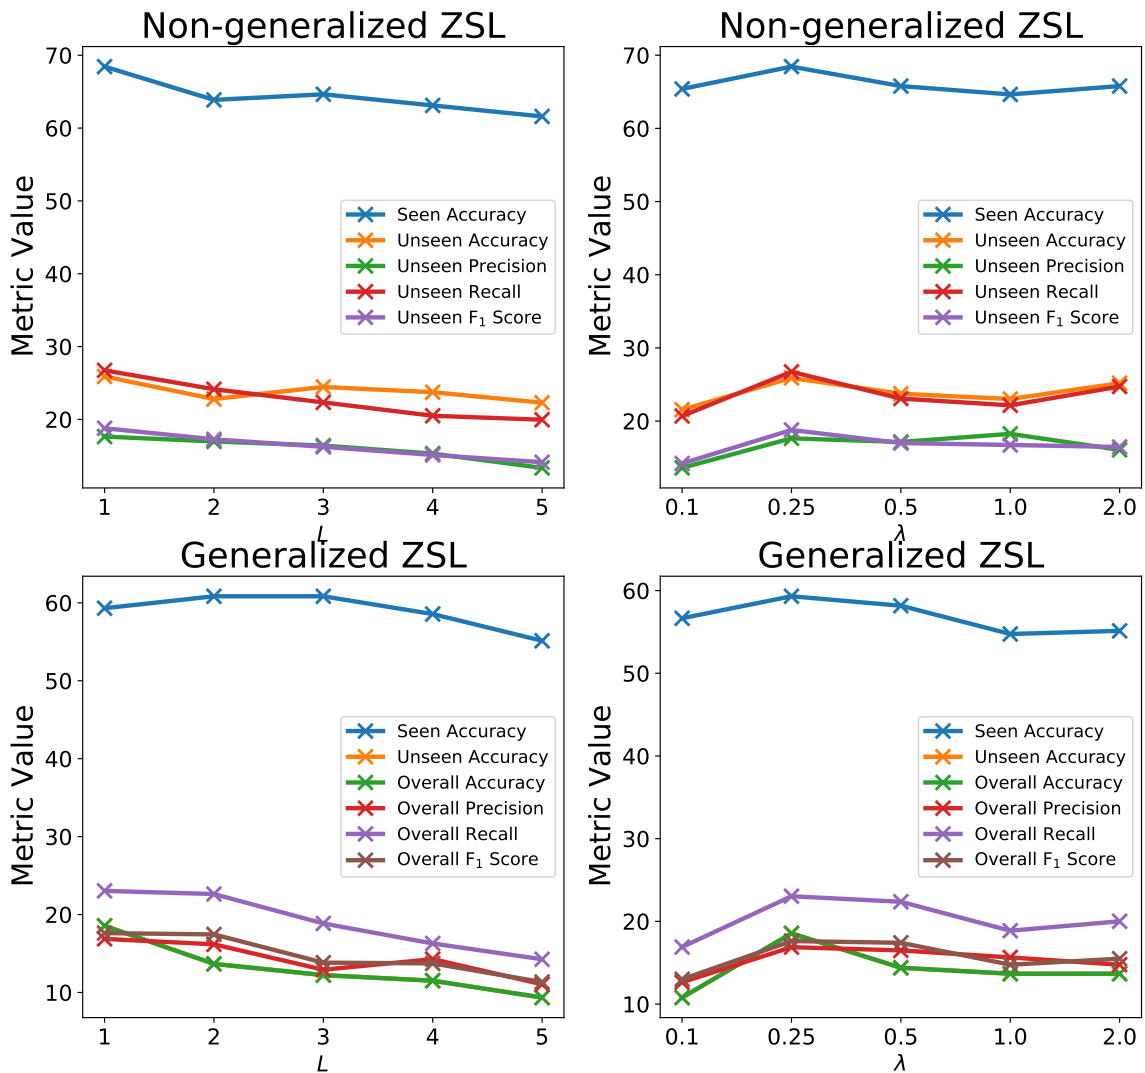 Non-generalized ZSL
Metric Value
70
60
50
40
30
20
Seen Accuracy
Unseen Accuracy
Unseen Precision
Unseen Recall
Unseen F₁ Score
1 2 3 4 5
L
Non-generalized ZSL
Metric Value
70
60
50
40
30
20
Seen Accuracy
Unseen Accuracy
Unseen Precision
Unseen Recall
Unseen F₁ Score
0.1 0.25 0.5 1.0 2.0
λ
Generalized ZSL
Metric Value
60
50
40
30
20
10
Seen Accuracy
Unseen Accuracy
Overall Accuracy
Overall Precision
Overall Recall
Overall F₁ Score
1 2 3 4 5
L
Generalized ZSL
Metric Value
60
50
40
30
20
10
Seen Accuracy
Unseen Accuracy
Overall Accuracy
Overall Precision
Overall Recall
Overall F₁ Score
0.1 0.25 0.5 1.0 2.0
λ